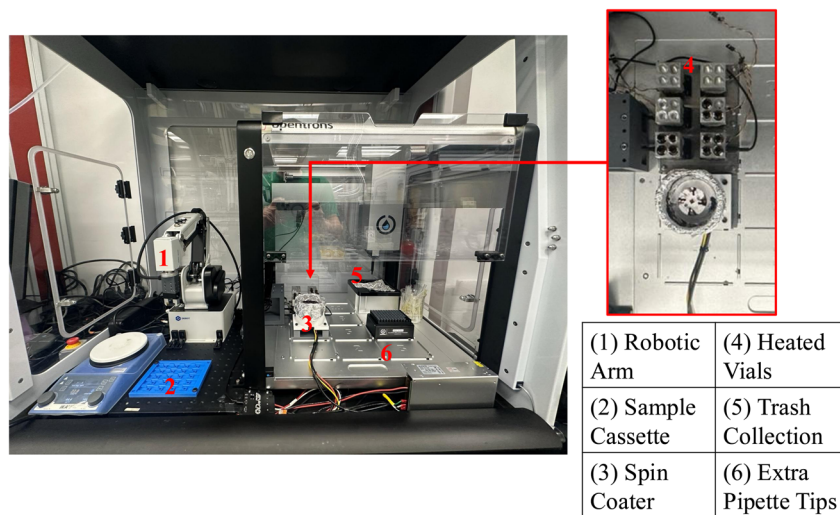 opentrons
1
2
3
5
6
4
(1) Robotic
Arm
(4) Heated
Vials
(2) Sample
Cassette
(5) Trash
Collection
(3) Spin
Coater
(6) Extra
Pipette Tips